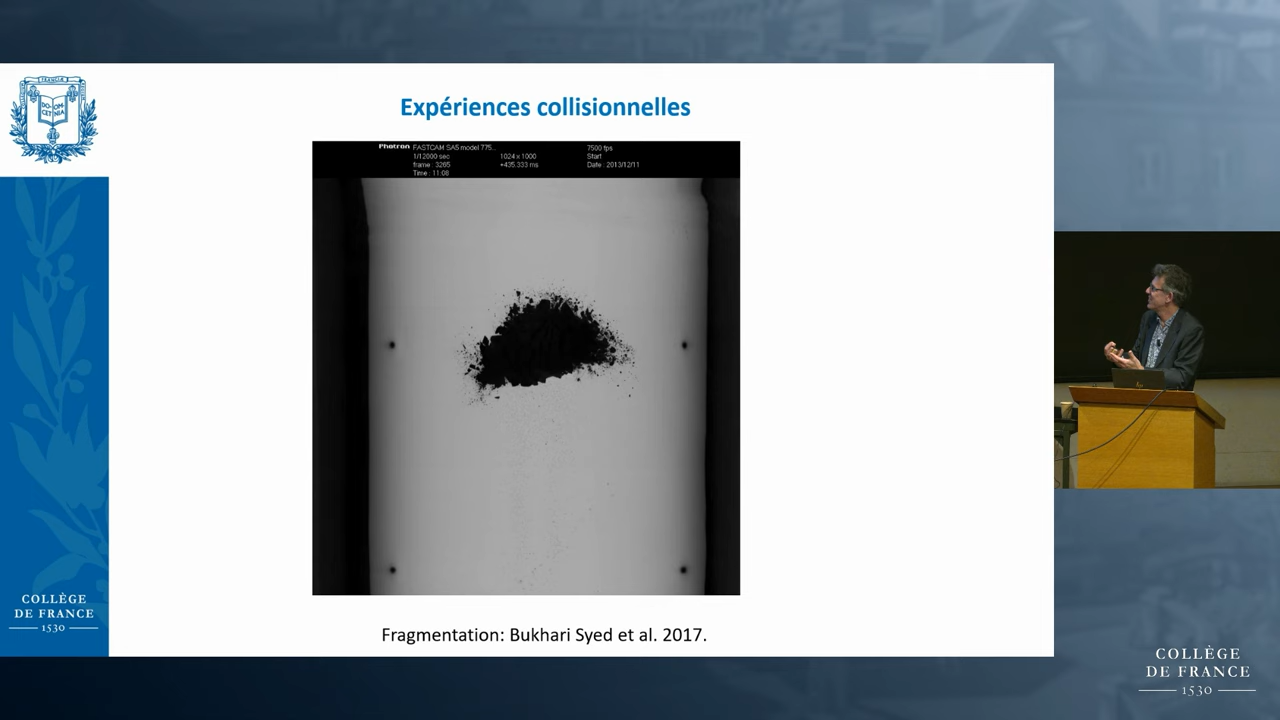 Expériences collisionnelles
Photron FASTCAM SA5 model 775... 7500 fps
1/12000 sec 1024 x 1000 Start
frame : 3265 +435.333 ms Date : 2013/12/11
Time : 11:08
COLLÈGE
DE FRANCE
1530
Fragmentation: Bukhari Syed et al. 2017.
COLLÈGE
DE FRANCE
1530